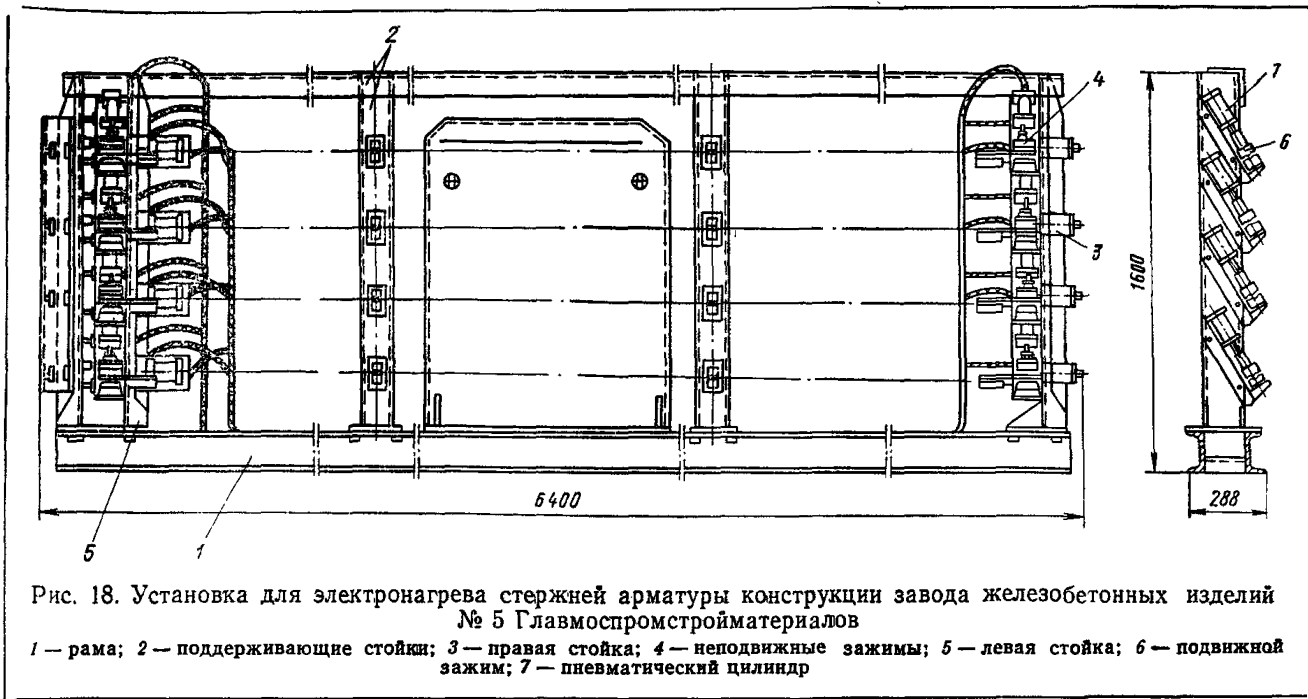 2
4
7
6
3
1600
6400
288
5
1
Рис. 18. Установка для электронагрева стержней арматуры конструкции завода железобетонных изделий
№ 5 Главмоспромстройматериалов
1 — рама; 2 — поддерживающие стойки; 3 — правая стойка; 4 — неподвижные зажимы; 5 — левая стойка; 6 — подвижной
зажим; 7 — пневматический цилиндр